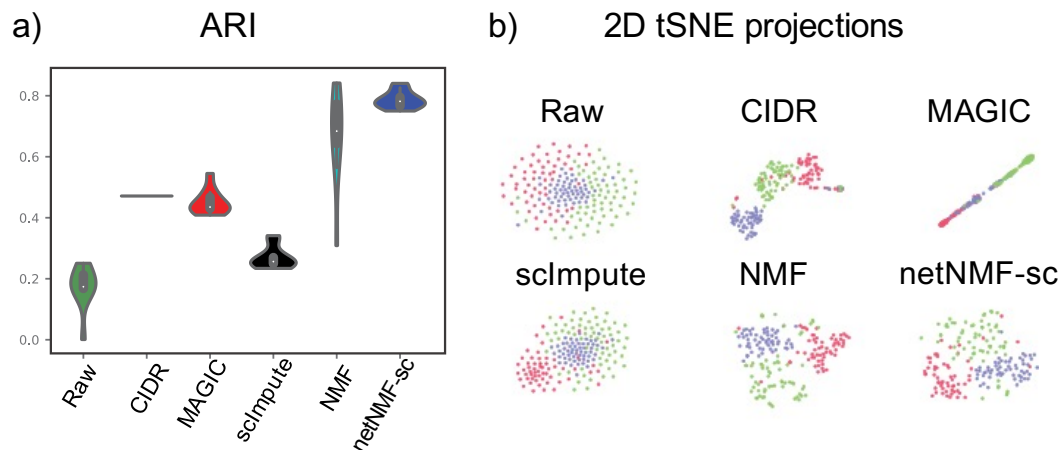 a)
ARI
0.8
0.6
0.4
0.2
0.0
Raw
CIDR
MAGIC
scImpute
NMF
netNMF-sc
b)
2D tSNE projections
Raw
CIDR
MAGIC
scImpute
NMF
netNMF-sc